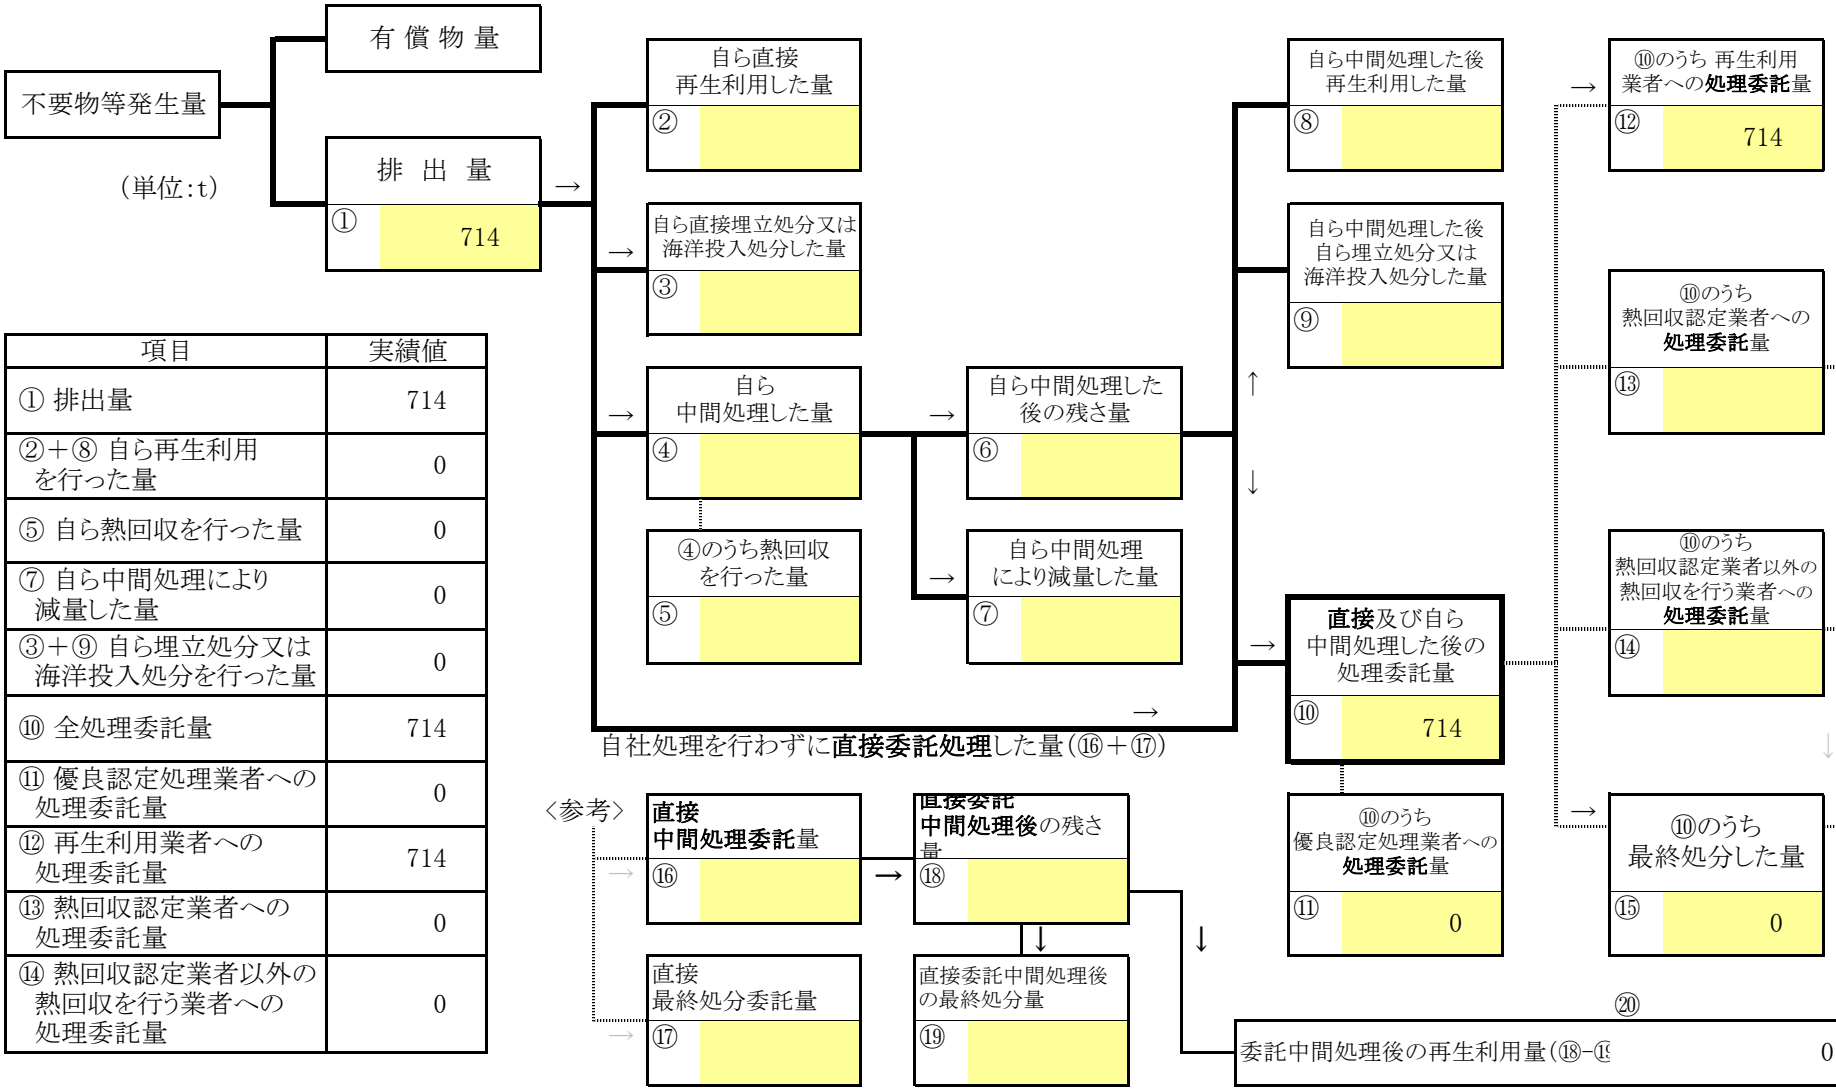 有 償 物 量
不要物等発生量
(単位:t)
排 出 量
①
714
→
自ら直接
再生利用した量
②
→
自ら直接埋立処分又は
海洋投入処分した量
③
→
自ら
中間処理した量
④
④のうち熱回収
を行った量
⑤
→
自ら中間処理した
後の残さ量
⑥
→
自ら中間処理
により減量した量
⑦
自ら中間処理した後
再生利用した量
⑧
自ら中間処理した後
自ら埋立処分又は
海洋投入処分した量
⑨
↑
↓
→
直接及び自ら
中間処理した後の
処理委託量
⑩
714
→
自社処理を行わずに直接委託処理した量(⑯+⑰)
⑩のうち
優良認定処理業者への
処理委託量
⑪
0
→
⑩のうち 再生利用
業者への処理委託量
⑫
714
⑩のうち
熱回収認定業者への
処理委託量
⑬
⑩のうち
熱回収認定業者以外の
熱回収を行う業者への
処理委託量
⑭
↓
→
⑩のうち
最終処分した量
⑮
0
項目 実績値
① 排出量 714
②+⑧ 自ら再生利用
を行った量 0
⑤ 自ら熱回収を行った量 0
⑦ 自ら中間処理により
減量した量 0
③+⑨ 自ら埋立処分又は
海洋投入処分を行った量 0
⑩ 全処理委託量 714
⑪ 優良認定処理業者への
処理委託量 0
⑫ 再生利用業者への
処理委託量 714
⑬ 熱回収認定業者への
処理委託量 0
⑭ 熱回収認定業者以外の
熱回収を行う業者への
処理委託量 0
〈参考〉
→
直接
中間処理委託量
⑯
→
直接委託
中間処理後の残さ
量
⑱
↓
↓
→
直接
最終処分委託量
⑰
直接委託中間処理後
の最終処分量
⑲
⑳
委託中間処理後の再生利用量(⑱-⑲
0